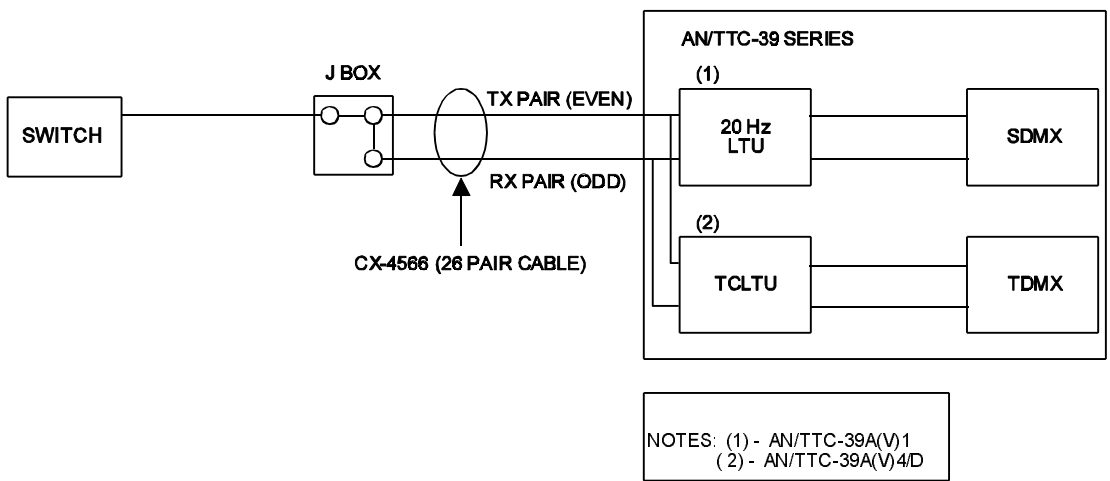 AN/TTC-39 SERIES
J BOX
(1)
TX PAIR (EVEN)
SWITCH
20 Hz
LTU
SDMX
RX PAIR (ODD)
(2)
CX-4566 (26 PAIR CABLE)
TCLTU
TDMX
NOTES: (1) - AN/TTC-39A(V)1
( 2) - AN/TTC-39A(V)4/D